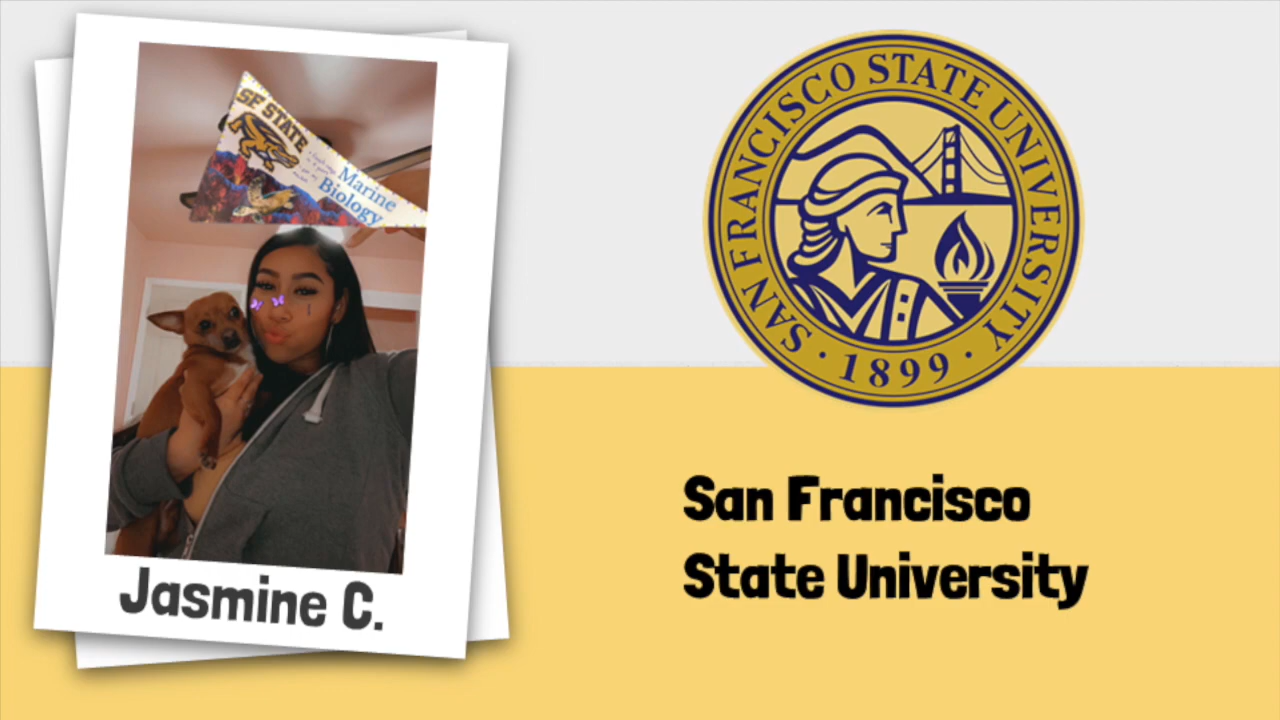 SF STATE
Marine
Biology
Jasmine C.
SAN FRANCISCO STATE UNIVERSITY
· 1899 ·
San Francisco
State University